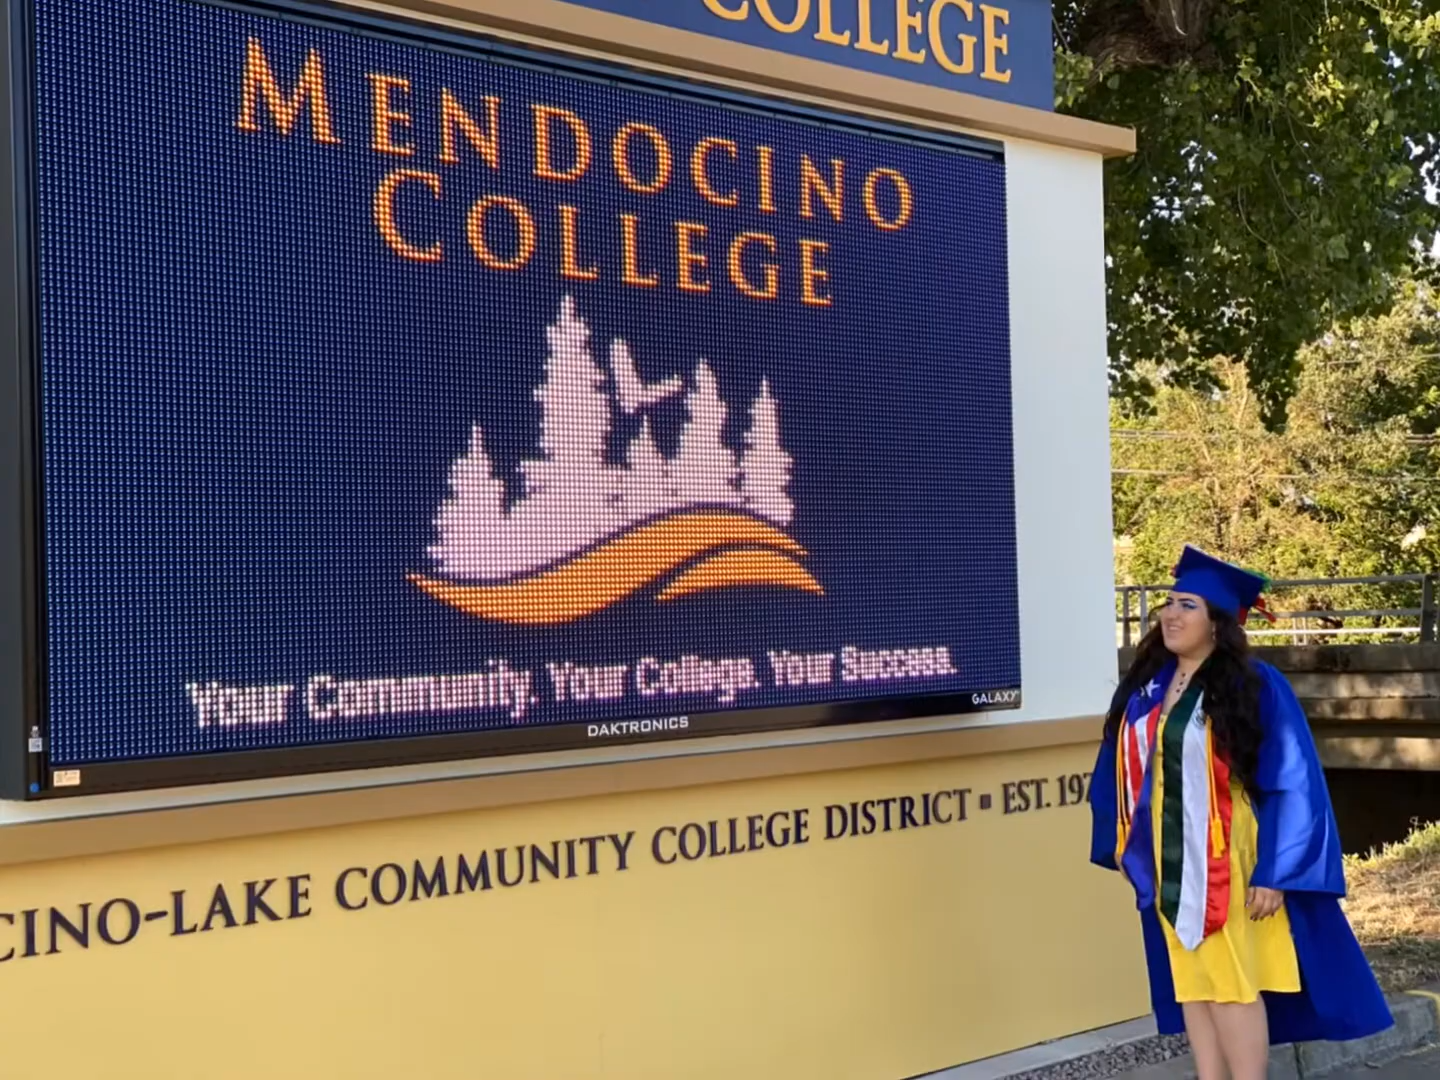 COLLEGE
MENDOCINO
COLLEGE
Your Community. Your College. Your Success.
DAKTRONICS
GALAXY
CINO-LAKE COMMUNITY COLLEGE DISTRICT ▪ EST. 197